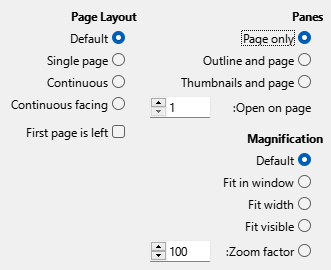 Panes
Page only
Outline and page
Thumbnails and page
:Open on page
1
Magnification
Default
Fit in window
Fit width
Fit visible
:Zoom factor
100
Page Layout
Default
Single page
Continuous
Continuous facing
First page is left